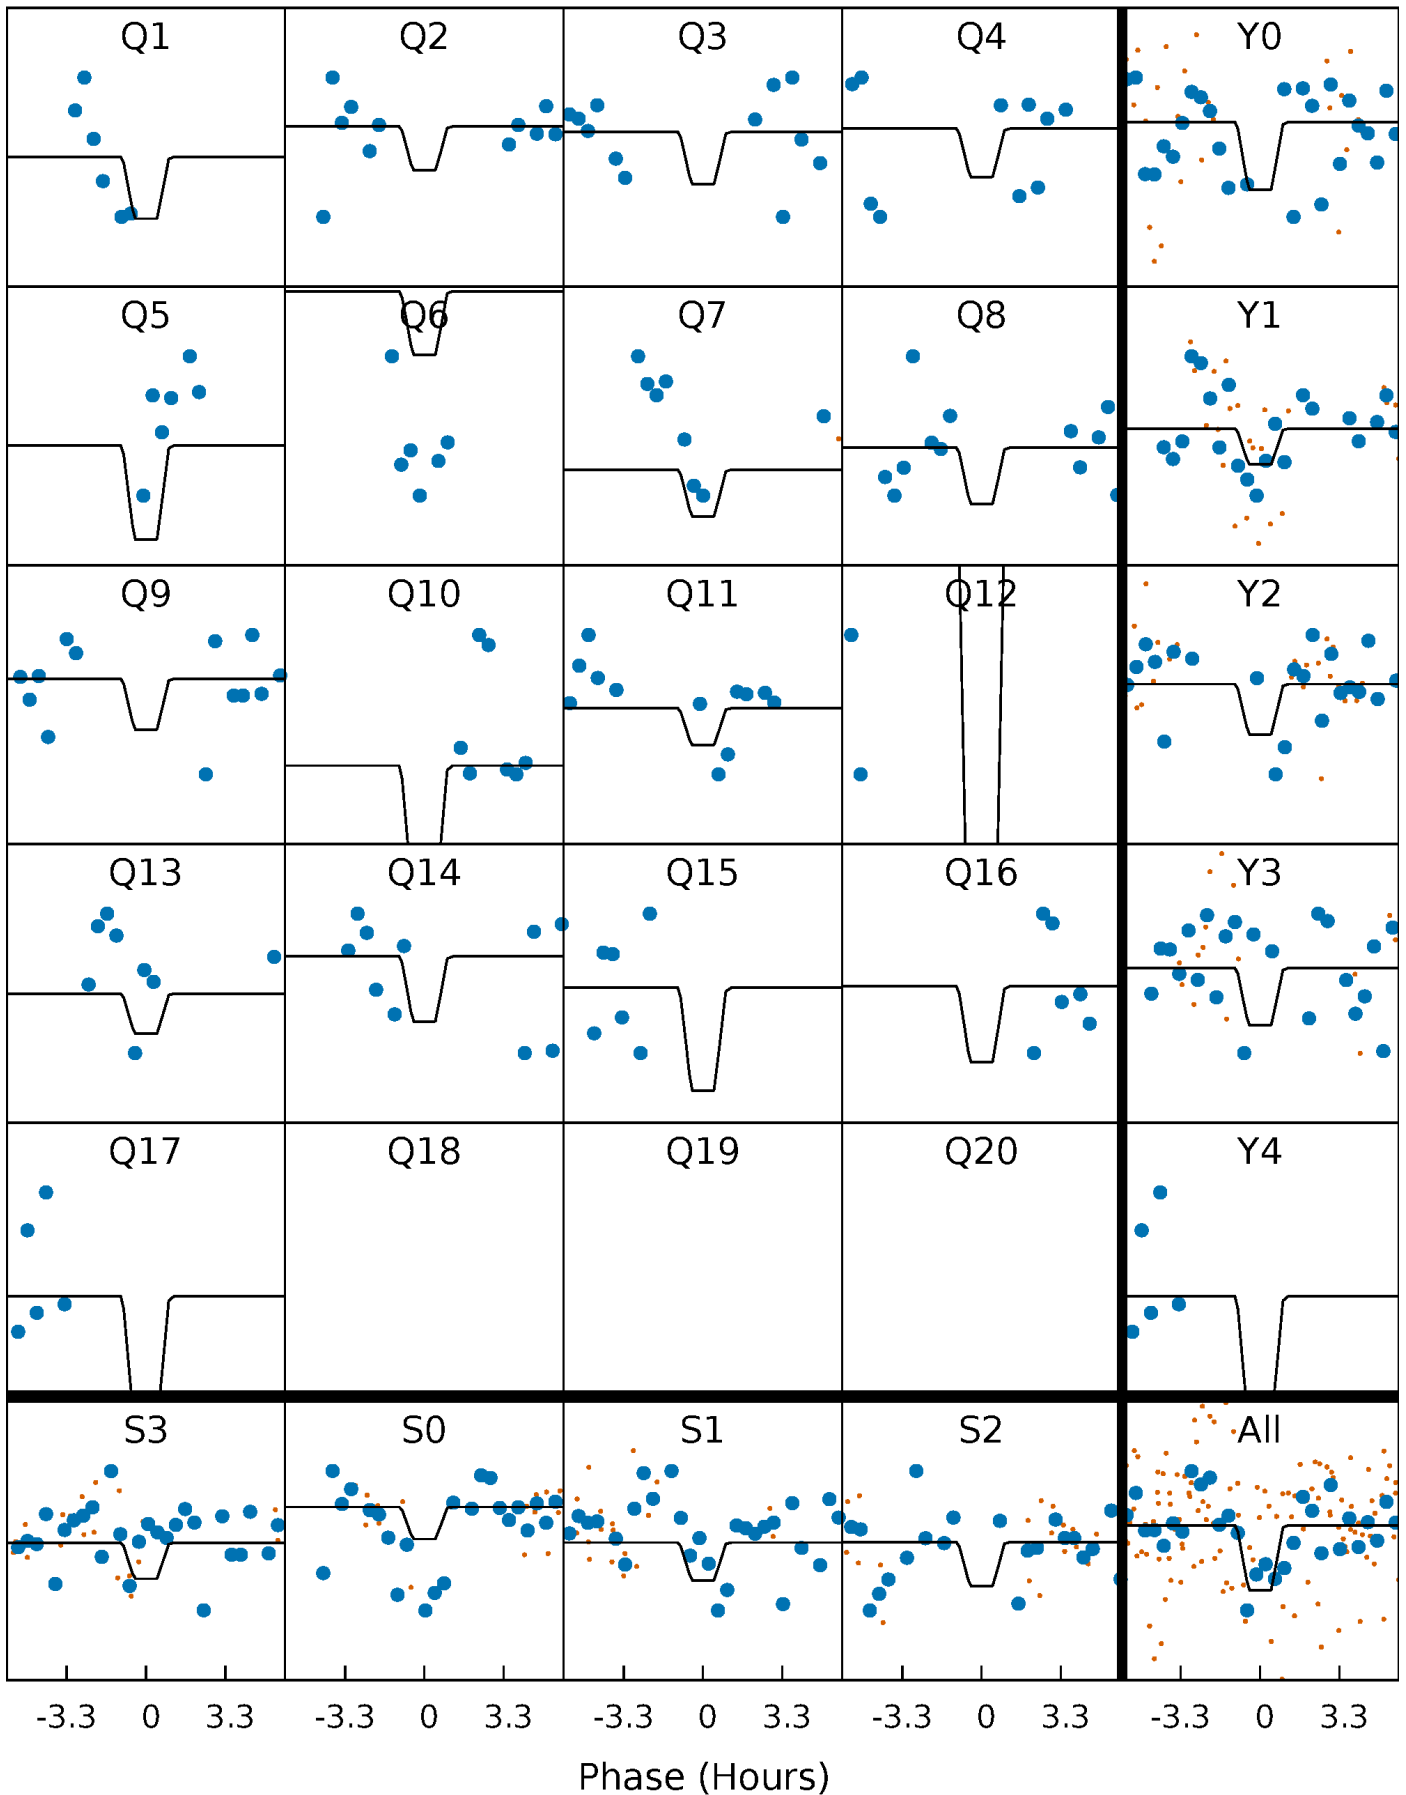 Q1 Q2 Q3 Q4 Y0
Q5 Q6 Q7 Q8 Y1
Q9 Q10 Q11 Q12 Y2
Q13 Q14 Q15 Q16 Y3
Q17 Q18 Q19 Q20 Y4
S3 S0 S1 S2 All
-3.3 0 3.3 -3.3 0 3.3 -3.3 0 3.3 -3.3 0 3.3 -3.3 0 3.3
Phase (Hours)